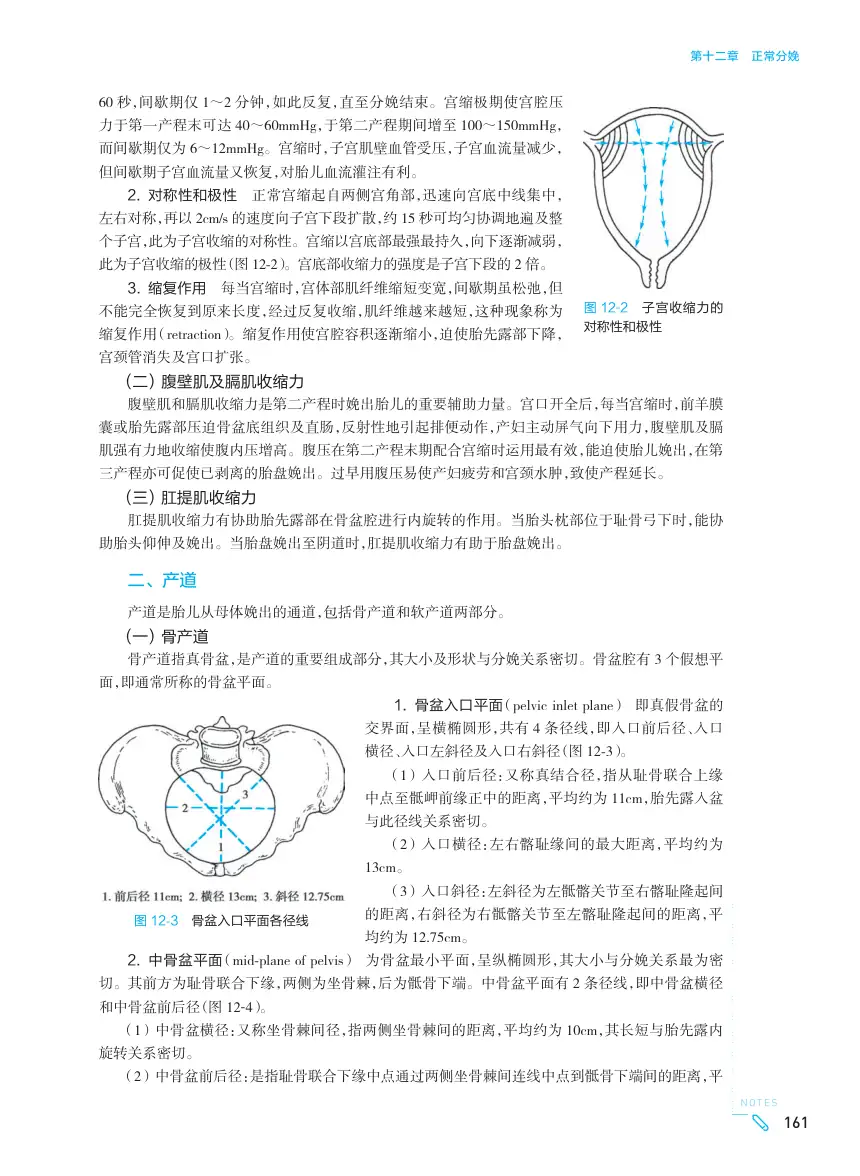 第十二章 正常分娩
60 秒,间歇期仅 1～2 分钟,如此反复,直至分娩结束。宫缩极期使宫腔压
力于第一产程末可达 40～60mmHg,于第二产程期间增至 100～150mmHg,
而间歇期仅为 6～12mmHg。宫缩时,子宫肌壁血管受压,子宫血流量减少,
但间歇期子宫血流量又恢复,对胎儿血流灌注有利。
2. 对称性和极性 正常宫缩起自两侧宫角部,迅速向宫底中线集中,
左右对称,再以 2cm/s 的速度向子宫下段扩散,约 15 秒可均匀协调地遍及整
个子宫,此为子宫收缩的对称性。宫缩以宫底部最强最持久,向下逐渐减弱,
此为子宫收缩的极性(图 12-2)。宫底部收缩力的强度是子宫下段的 2 倍。
3. 缩复作用 每当宫缩时,宫体部肌纤维缩短变宽,间歇期虽松弛,但
不能完全恢复到原来长度,经过反复收缩,肌纤维越来越短,这种现象称为
缩复作用(retraction)。缩复作用使宫腔容积逐渐缩小,迫使胎先露部下降,
宫颈管消失及宫口扩张。
图 12-2 子宫收缩力的
对称性和极性
(二)腹壁肌及膈肌收缩力
腹壁肌和膈肌收缩力是第二产程时娩出胎儿的重要辅助力量。宫口开全后,每当宫缩时,前羊膜
囊或胎先露部压迫骨盆底组织及直肠,反射性地引起排便动作,产妇主动屏气向下用力,腹壁肌及膈
肌强有力地收缩使腹内压增高。腹压在第二产程末期配合宫缩时运用最有效,能迫使胎儿娩出,在第
三产程亦可促使已剥离的胎盘娩出。过早用腹压易使产妇疲劳和宫颈水肿,致使产程延长。
(三)肛提肌收缩力
肛提肌收缩力有协助胎先露部在骨盆腔进行内旋转的作用。当胎头枕部位于耻骨弓下时,能协
助胎头仰伸及娩出。当胎盘娩出至阴道时,肛提肌收缩力有助于胎盘娩出。
二、产道
产道是胎儿从母体娩出的通道,包括骨产道和软产道两部分。
(一)骨产道
骨产道指真骨盆,是产道的重要组成部分,其大小及形状与分娩关系密切。骨盆腔有 3 个假想平
面,即通常所称的骨盆平面。
1. 骨盆入口平面(pelvic inlet plane) 即真假骨盆的
交界面,呈横椭圆形,共有 4 条径线,即入口前后径、入口
横径、入口左斜径及入口右斜径(图 12-3)。
(1)入口前后径:又称真结合径,指从耻骨联合上缘
中点至骶岬前缘正中的距离,平均约为 11cm,胎先露入盆
与此径线关系密切。
(2)入口横径:左右髂耻缘间的最大距离,平均约为
13cm。
(3)入口斜径:左斜径为左骶髂关节至右髂耻隆起间
的距离,右斜径为右骶髂关节至左髂耻隆起间的距离,平
均约为 12.75cm。
3
2
1
1. 前后径 11cm; 2. 横径 13cm; 3. 斜径 12.75cm
图 12-3 骨盆入口平面各径线
2. 中骨盆平面(mid-plane of pelvis) 为骨盆最小平面,呈纵椭圆形,其大小与分娩关系最为密
切。其前方为耻骨联合下缘,两侧为坐骨棘,后为骶骨下端。中骨盆平面有 2 条径线,即中骨盆横径
和中骨盆前后径(图 12-4)。
(1)中骨盆横径:又称坐骨棘间径,指两侧坐骨棘间的距离,平均约为 10cm,其长短与胎先露内
旋转关系密切。
(2)中骨盆前后径:是指耻骨联合下缘中点通过两侧坐骨棘间连线中点到骶骨下端间的距离,平
NOTES
161